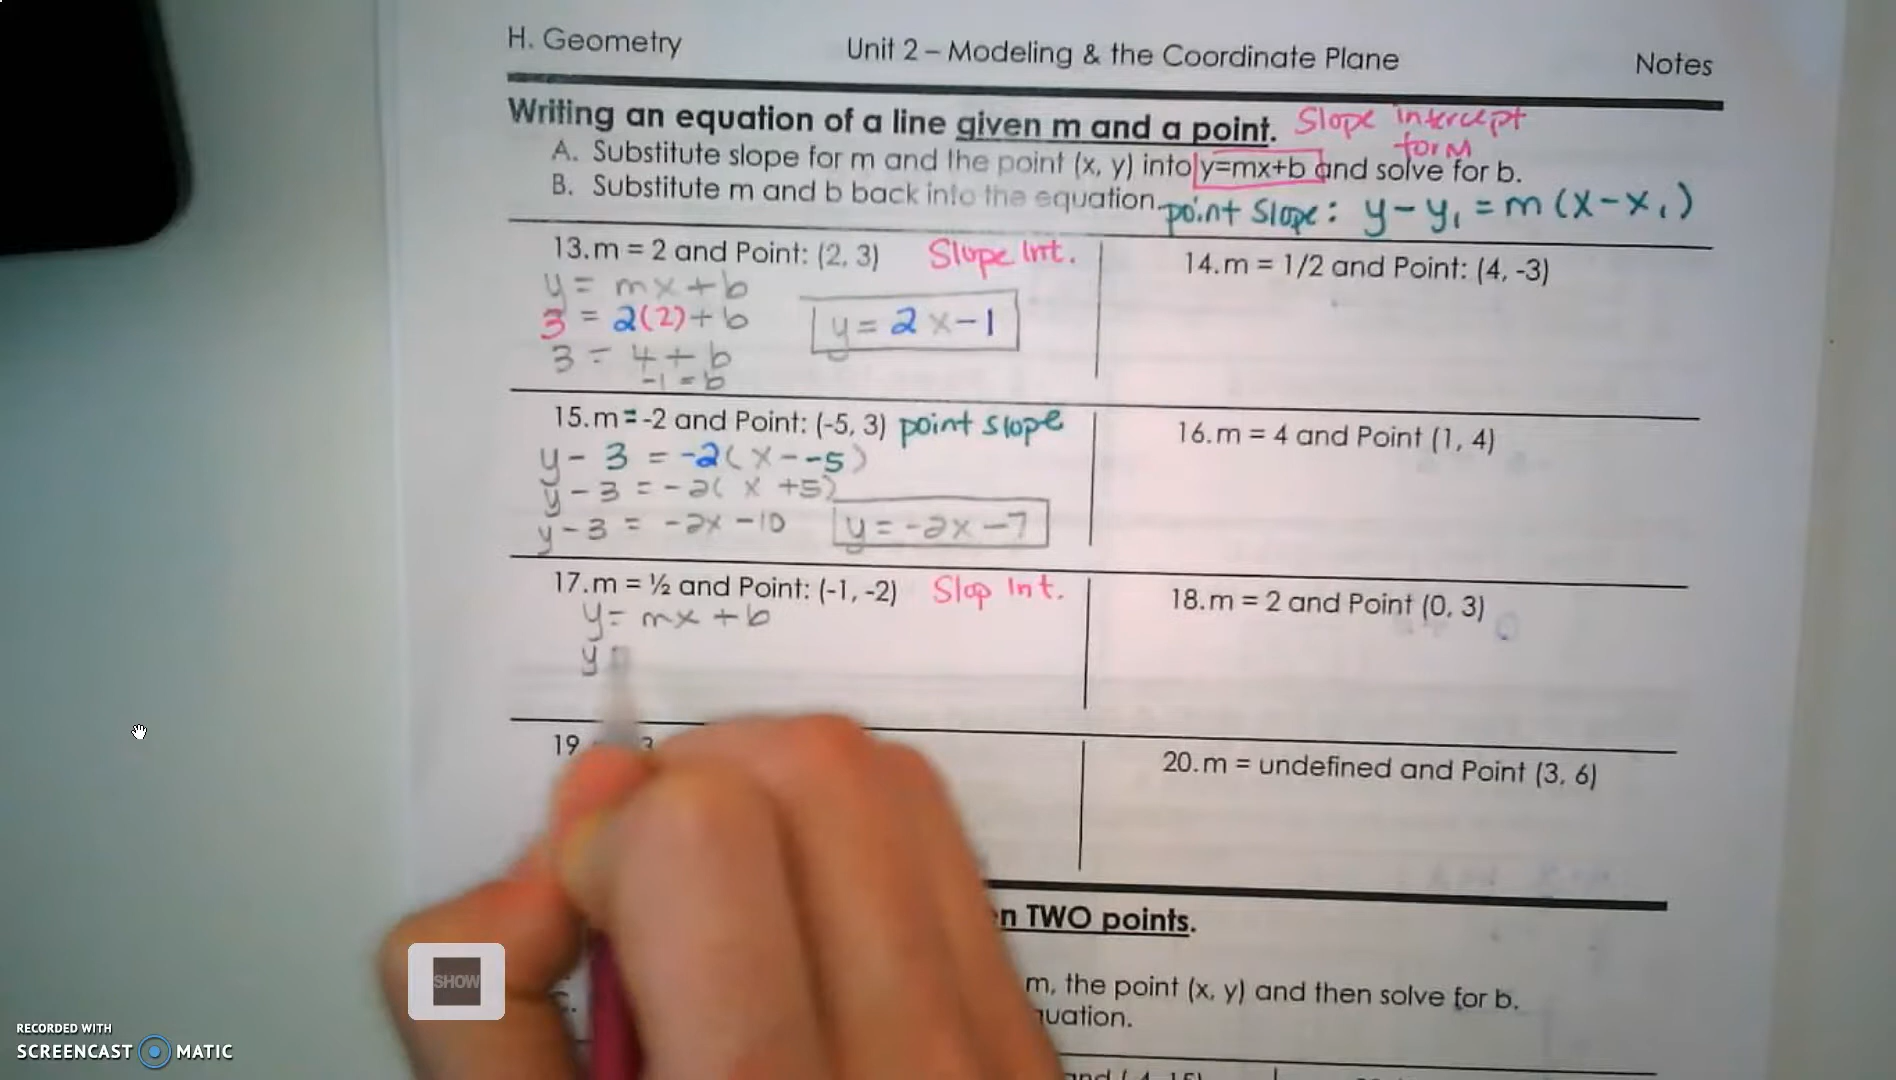 H. Geometry Unit 2 – Modeling & the Coordinate Plane Notes
Writing an equation of a line given m and a point. Slope intercept form
A. Substitute slope for m and the point (x, y) into y=mx+b and solve for b.
B. Substitute m and b back into the equation.
point Slope: y - y₁ = m (x - x₁)
13. m = 2 and Point: (2, 3) Slope Int.
y = mx + b
3 = 2(2) + b
3 = 4 + b
-1 = b
y = 2x - 1
14. m = 1/2 and Point: (4, -3)
15. m = -2 and Point: (-5, 3) point slope
y - 3 = -2(x - -5)
y - 3 = -2(x +5)
y - 3 = -2x - 10
y = -2x - 7
16. m = 4 and Point (1, 4)
17. m = ½ and Point: (-1, -2) Slop Int.
y = mx + b
y
18. m = 2 and Point (0, 3)
19
20. m = undefined and Point (3, 6)
TWO points.
m, the point (x, y) and then solve for b.
SHOW
RECORDED WITH
SCREENCAST MATIC